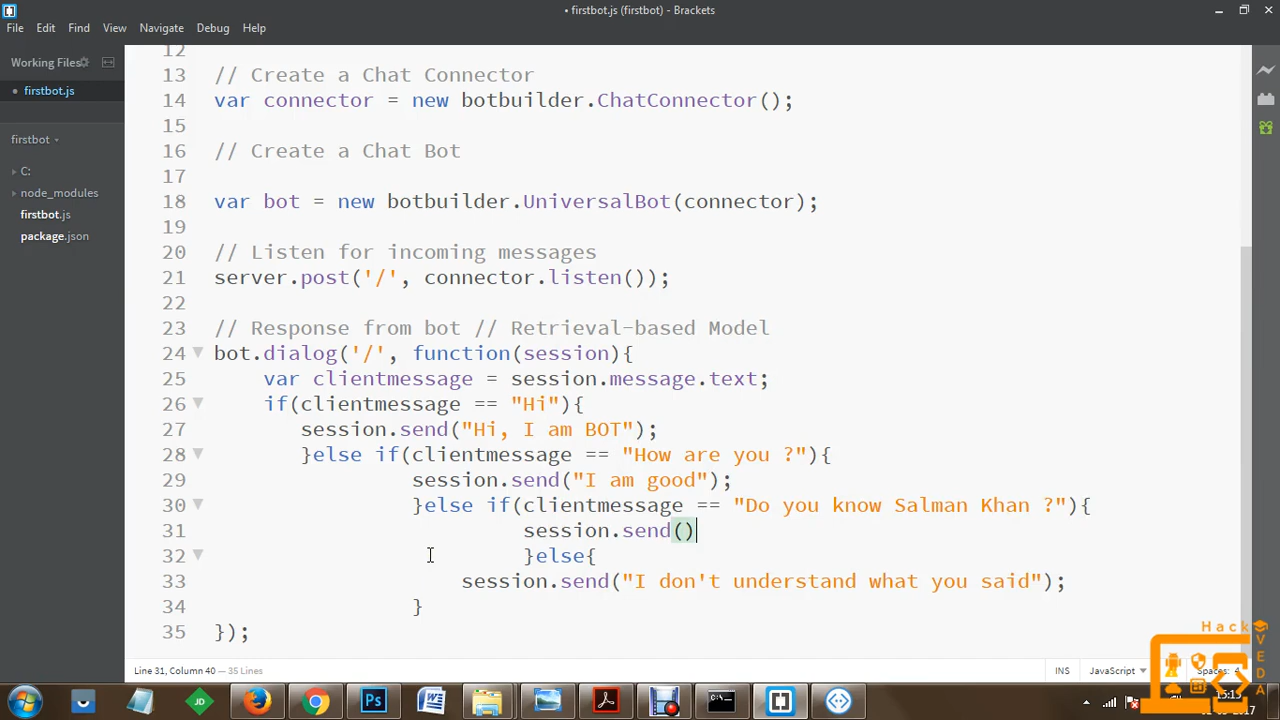 • firstbot.js (firstbot) - Brackets
File Edit Find View Navigate Debug Help
Working Files
• firstbot.js
firstbot
C:
node_modules
firstbot.js
package.json
12
13 // Create a Chat Connector
14 var connector = new botbuilder.ChatConnector();
15
16 // Create a Chat Bot
17
18 var bot = new botbuilder.UniversalBot(connector);
19
20 // Listen for incoming messages
21 server.post('/', connector.listen());
22
23 // Response from bot // Retrieval-based Model
24 bot.dialog('/', function(session){
25 var clientmessage = session.message.text;
26 if(clientmessage == "Hi"){
27 session.send("Hi, I am BOT");
28 }else if(clientmessage == "How are you ?"){
29 session.send("I am good");
30 }else if(clientmessage == "Do you know Salman Khan ?"){
31 session.send()
32 }else{
33 session.send("I don't understand what you said");
34 }
35 });
Line 31, Column 40 — 35 Lines
INS JavaScript Spaces: 4
Hack
VEDA
JD
Ps
W
C:\
15:15